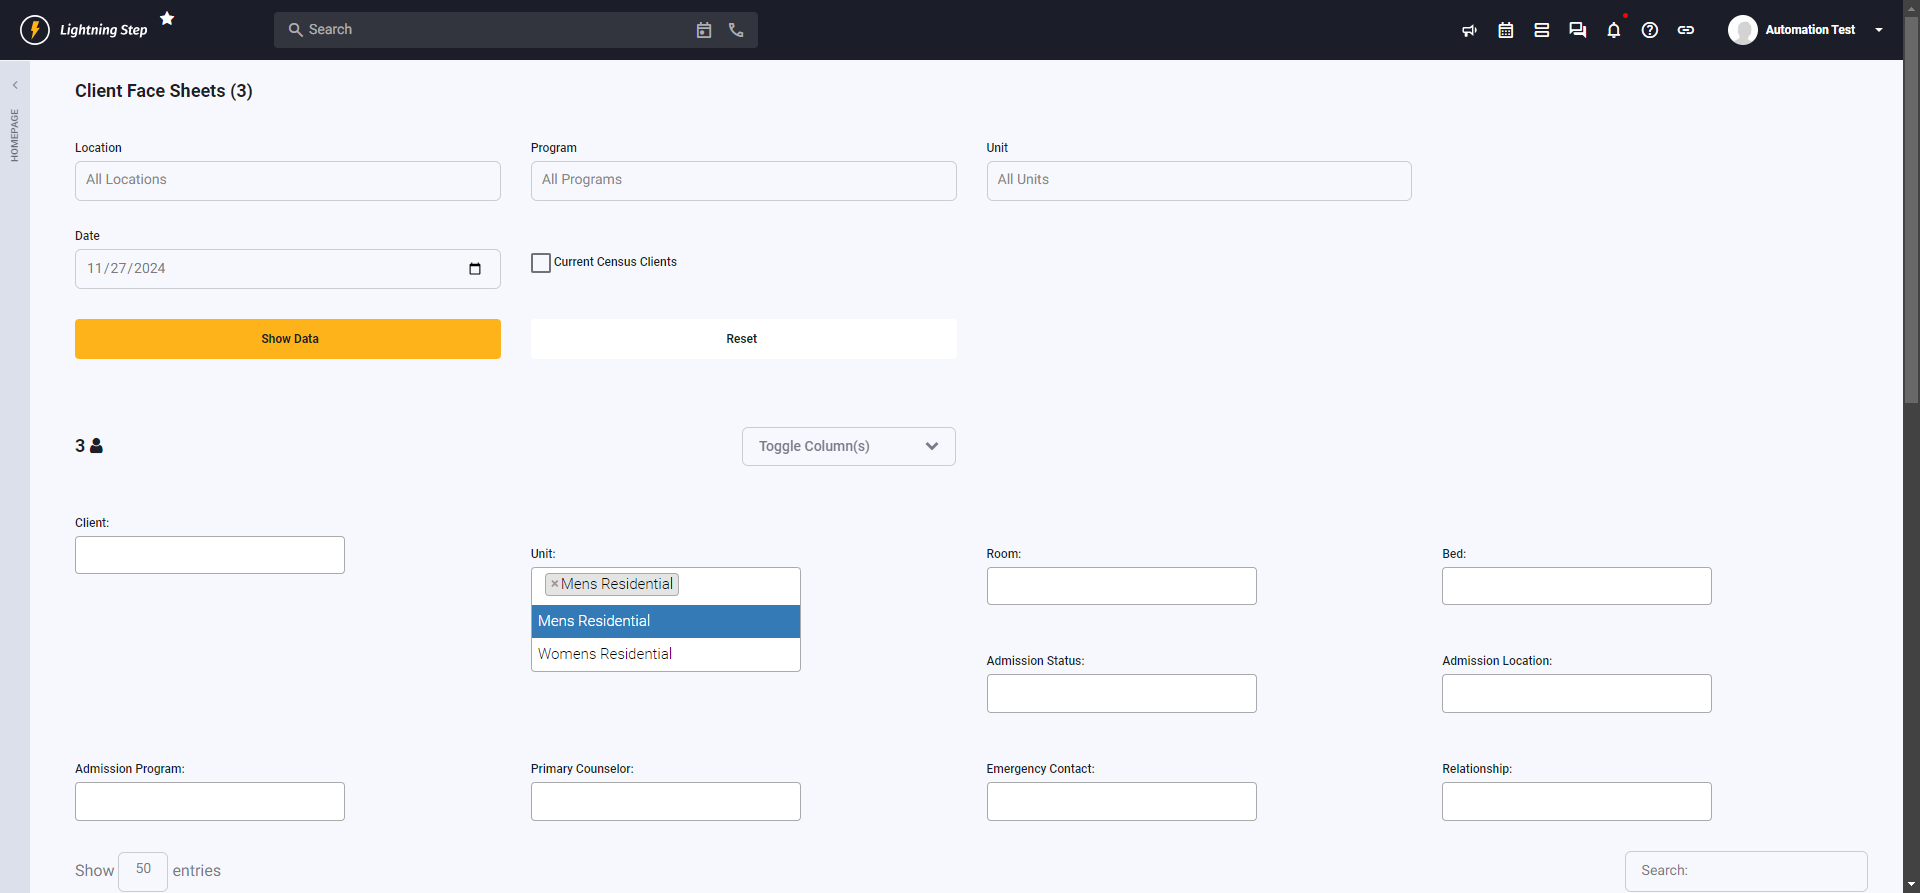 Lightning Step
Search
Automation Test
HOMEPAGE
Client Face Sheets (3)
Location
Program
Unit
All Locations
All Programs
All Units
Date
11/27/2024
Current Census Clients
Show Data
Reset
3
Toggle Column(s)
Client:
Unit:
Room:
Bed:
×Mens Residential
Mens Residential
Womens Residential
Admission Status:
Admission Location:
Admission Program:
Primary Counselor:
Emergency Contact:
Relationship:
Show 50 entries
Search: